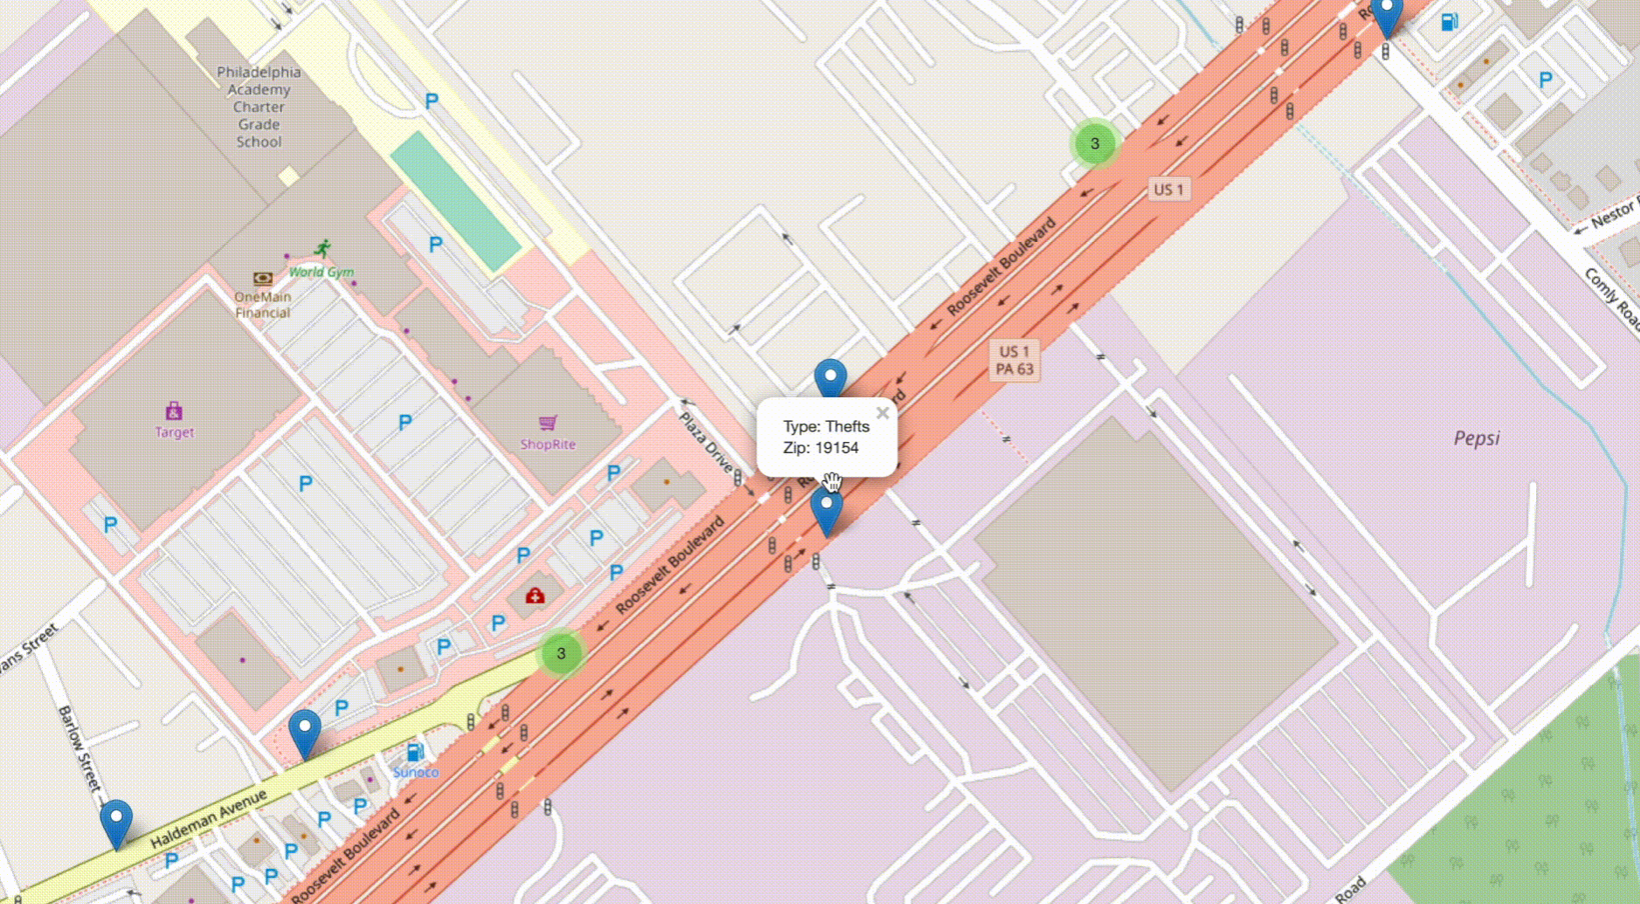 Philadelphia
Academy
Charter
Grade
School
P
3
US 1
P
Nestor
Comly Road
P
World Gym
OneMain
Financial
Roosevelt Boulevard
US 1
PA 63
Target
P
ShopRite
Plaza Drive
Type: Thefts
Zip: 19154
×
Pepsi
P
P
P
P
P
P
Roosevelt Boulevard
P
P
3
P
Barlow Street
Sunoco
Haldeman Avenue
P
P
P
P
P
P
Roosevelt Boulevard
Road